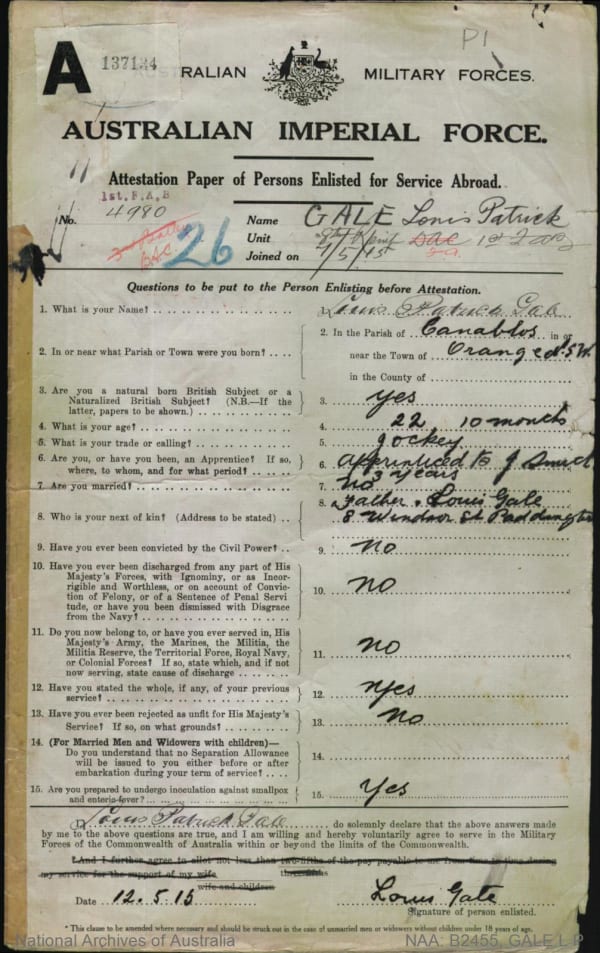 A
137124
P1
AUSTRALIAN MILITARY FORCES.
AUSTRALIAN IMPERIAL FORCE.
Attestation Paper of Persons Enlisted for Service Abroad.
11
1st. F.A.B
No. 4980
26
B.A.C.
Name GALE Louis Patrick
Unit
Joined on 4/5/15
Questions to be put to the Person Enlisting before Attestation.
1. What is your Name? Louis Patrick Gale
2. In or near what Parish or Town were you born?
2. In the Parish of Canablos in or
near the Town of Orange N.S.W.
in the County of
3. Are you a natural born British Subject or a
Naturalized British Subject? (N.B.—If the
latter, papers to be shown.)
3. yes
4. What is your age? 4. 22 10 months
5. What is your trade or calling? 5. Jockey
6. Are you, or have you been, an Apprentice? If so,
where, to whom, and for what period?
6. apprinticed to J
3 years
7. Are you married? 7. no
8. Who is your next of kin? (Address to be stated)
8. Father. Louis Gale
8 Windsor St Paddington
9. Have you ever been convicted by the Civil Power? 9. no
10. Have you ever been discharged from any part of His
Majesty's Forces, with Ignominy, or as Incor-
rigible and Worthless, or on account of Convic-
tion of Felony, or of a Sentence of Penal Servi
tude, or have you been dismissed with Disgrace
from the Navy?
10. no
11. Do you now belong to, or have you ever served in, His
Majesty's Army, the Marines, the Militia, the
Militia Reserve, the Territorial Force, Royal Navy,
or Colonial Forces? If so, state which, and if not
now serving, state cause of discharge
11. no
12. Have you stated the whole, if any, of your previous
service?
12. yes
13. Have you ever been rejected as unfit for His Majesty's
Service? If so, on what grounds?
13. no
14. (For Married Men and Widowers with children)—
Do you understand that no Separation Allowance
will be issued to you either before or after
embarkation during your term of service?
14.
15. Are you prepared to undergo inoculation against smallpox
and enteric fever?
15. Yes
I, Louis Patrick Gale do solemnly declare that the above answers made
by me to the above questions are true, and I am willing and hereby voluntarily agree to serve in the Military
Forces of the Commonwealth of Australia within or beyond the limits of the Commonwealth.
*And I further agree to allot not less than two-fifths of the pay payable to me from time to time during
my service for the support of my wife
wife and children
Date 12.5.15 Louis Gale
Signature of person enlisted.
* This clause to be amended where necessary and should be struck out in the case of unmarried men or widowers without children under 18 years of age.
National Archives of Australia NAA: B2455, GALE L P